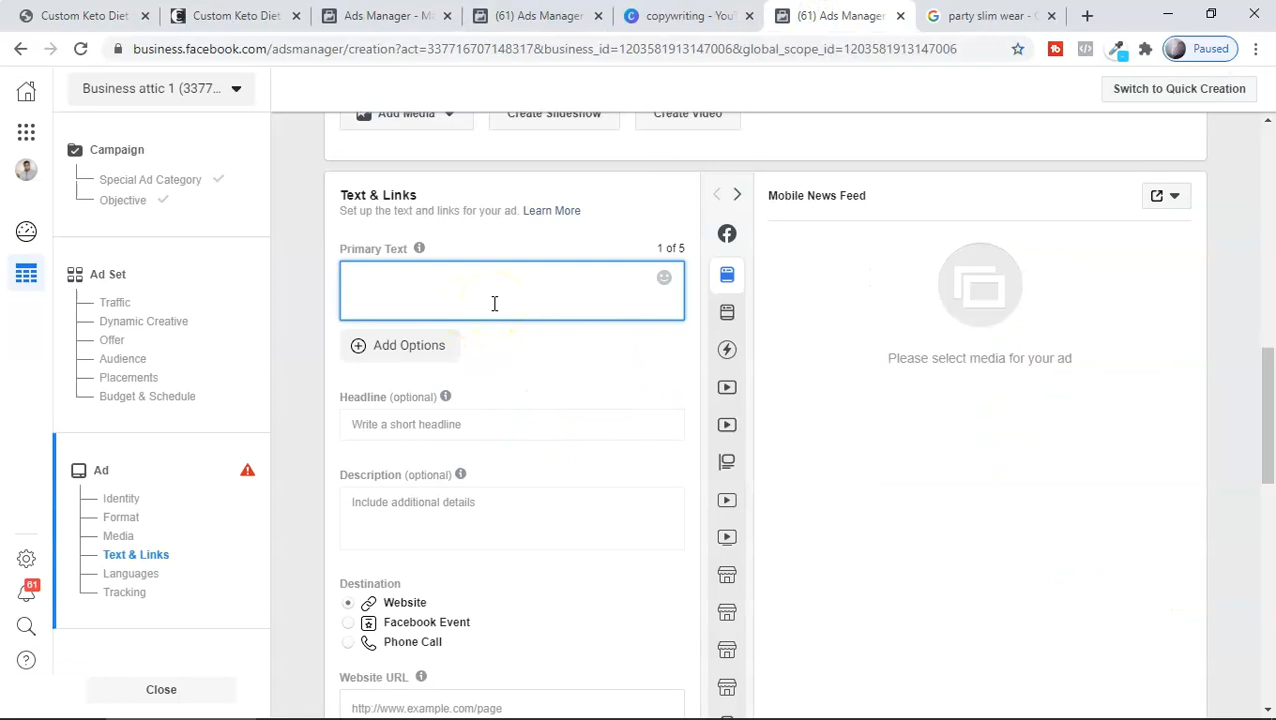 Custom Keto Diet
Custom Keto Diet
Ads Manager - Ma
(61) Ads Manager
copywriting - YouT
(61) Ads Manager
party slim wear - G
business.facebook.com/adsmanager/creation?act=337716707148317&business_id=1203581913147006&global_scope_id=1203581913147006
Paused
Business attic 1 (3377...
Switch to Quick Creation
Campaign
Special Ad Category
Objective
Ad Set
Traffic
Dynamic Creative
Offer
Audience
Placements
Budget & Schedule
Ad
Identity
Format
Media
Text & Links
Languages
Tracking
61
Close
Add Media
Create Slideshow
Create Video
Text & Links
Set up the text and links for your ad. Learn More
Primary Text
1 of 5
Add Options
Headline (optional)
Write a short headline
Description (optional)
Include additional details
Destination
Website
Facebook Event
Phone Call
Website URL
http://www.example.com/page
Mobile News Feed
Please select media for your ad